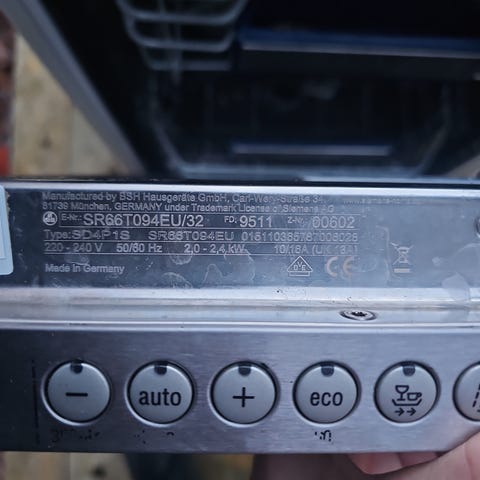 Manufactured by BSH Hausgeräte GmbH, Carl-Wery-Straße 34,
81739 München, GERMANY under Trademark License of Siemens AG
E-Nr.: SR66T094EU/32 FD: 9511 Z-Nr. 00602
Type: SD4P1S SR66T094EU
220 - 240 V 50/60 Hz 2,0 - 2,4 kW 10/16A (UK 13A)
Made in Germany CE
− auto + eco